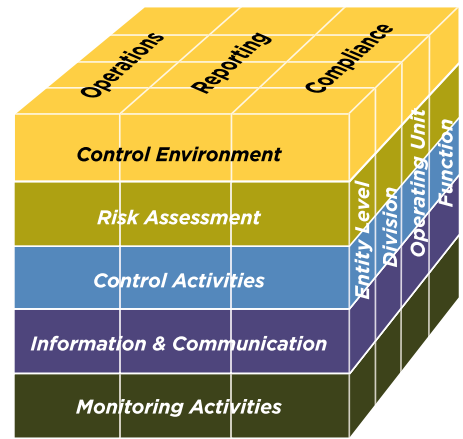 Operations
Reporting
Compliance
Control Environment
Risk Assessment
Control Activities
Information & Communication
Monitoring Activities
Entity Level
Division
Operating Unit
Function